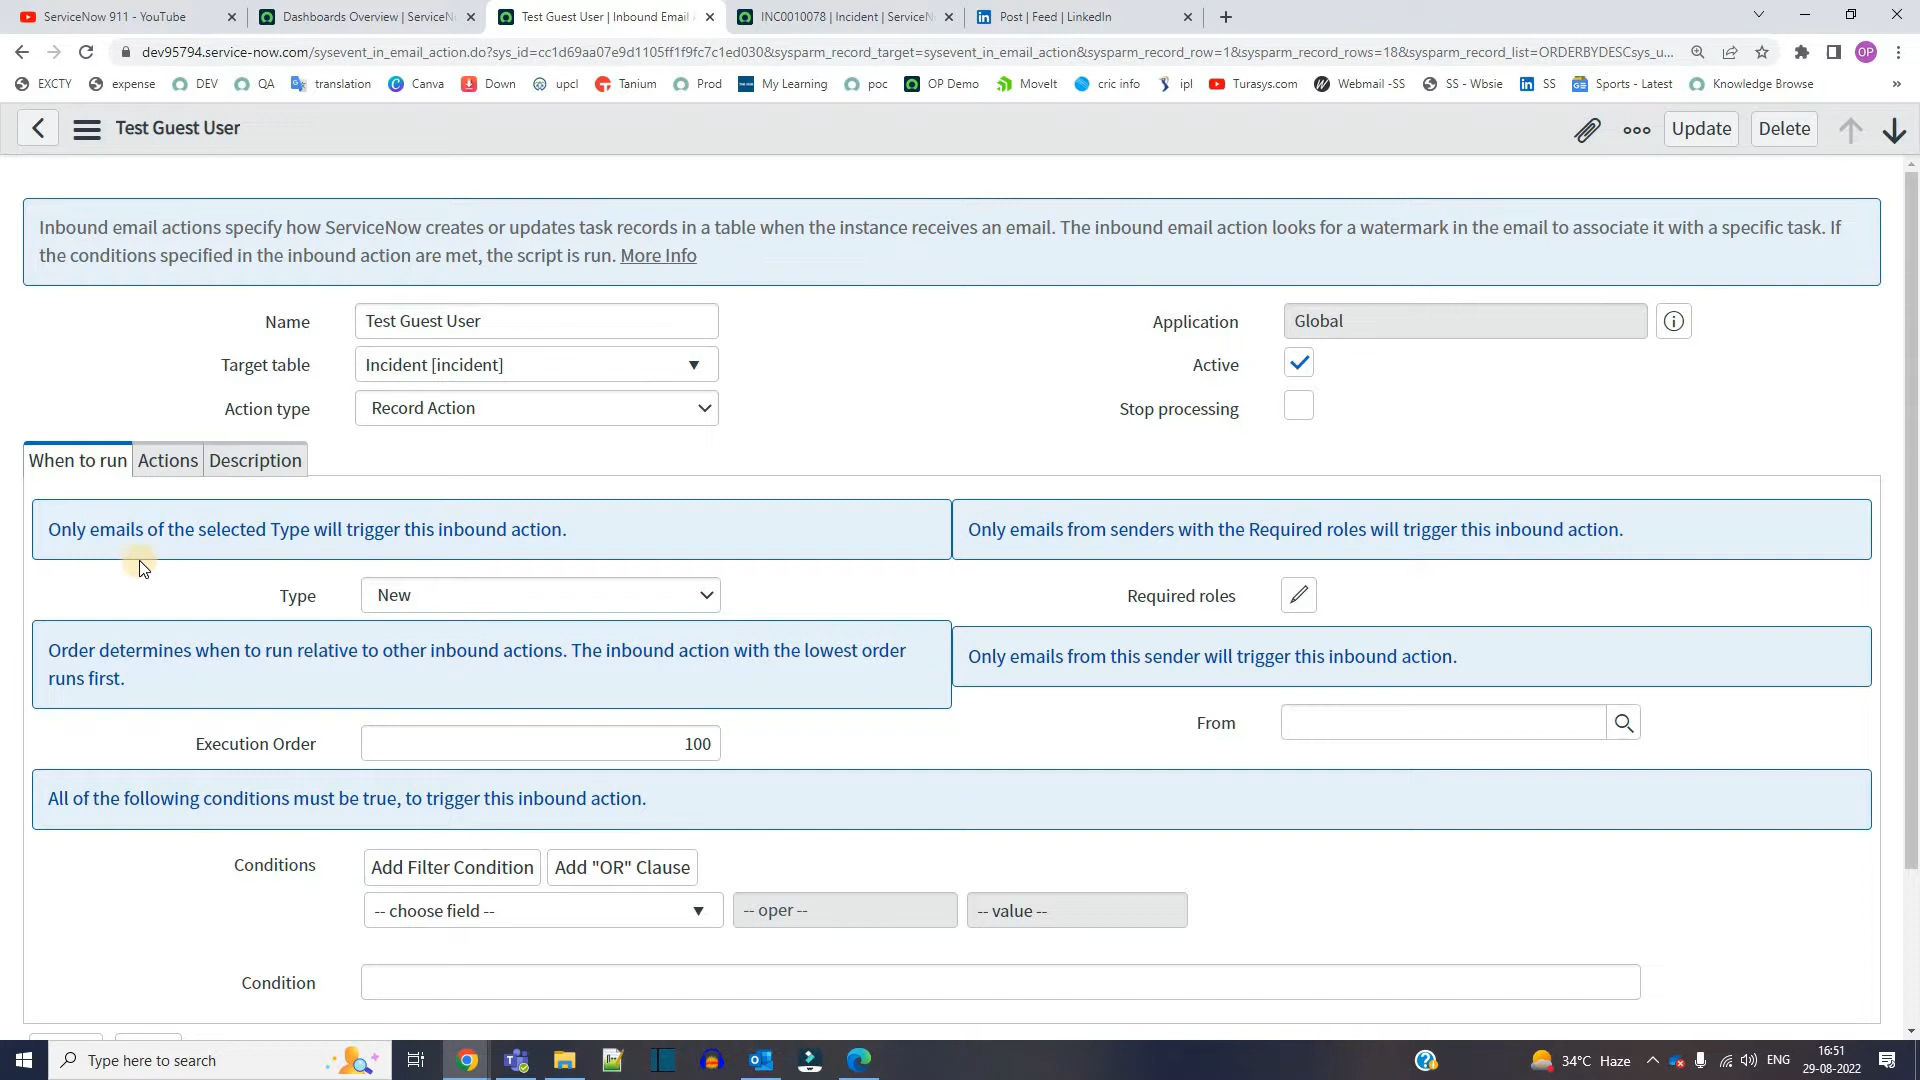 ServiceNow 911 - YouTube
Dashboards Overview | ServiceN
Test Guest User | Inbound Email
INC0010078 | Incident | ServiceN
Post | Feed | LinkedIn
dev95794.service-now.com/sysevent_in_email_action.do?sys_id=cc1d69aa07e9d1105ff1f9fc7c1ed030&sysparm_record_target=sysevent_in_email_action&sysparm_record_row=1&sysparm_record_rows=18&sysparm_record_list=ORDERBYDESCsys_u...
OP
EXCTY
expense
DEV
QA
translation
Canva
Down
upcl
Tanium
Prod
My Learning
poc
OP Demo
MoveIt
cric info
ipl
Turasys.com
Webmail -SS
SS - Wbsie
SS
Sports - Latest
Knowledge Browse
»
Test Guest User
Update
Delete
Inbound email actions specify how ServiceNow creates or updates task records in a table when the instance receives an email. The inbound email action looks for a watermark in the email to associate it with a specific task. If
the conditions specified in the inbound action are met, the script is run. More Info
Name
Test Guest User
Application
Global
Target table
Incident [incident]
Active
Action type
Record Action
Stop processing
When to run
Actions
Description
Only emails of the selected Type will trigger this inbound action.
Only emails from senders with the Required roles will trigger this inbound action.
Type
New
Required roles
Order determines when to run relative to other inbound actions. The inbound action with the lowest order
runs first.
Only emails from this sender will trigger this inbound action.
From
Execution Order
100
All of the following conditions must be true, to trigger this inbound action.
Conditions
Add Filter Condition
Add "OR" Clause
-- choose field --
-- oper --
-- value --
Condition
Type here to search
34°C Haze
ENG
16:51
29-08-2022